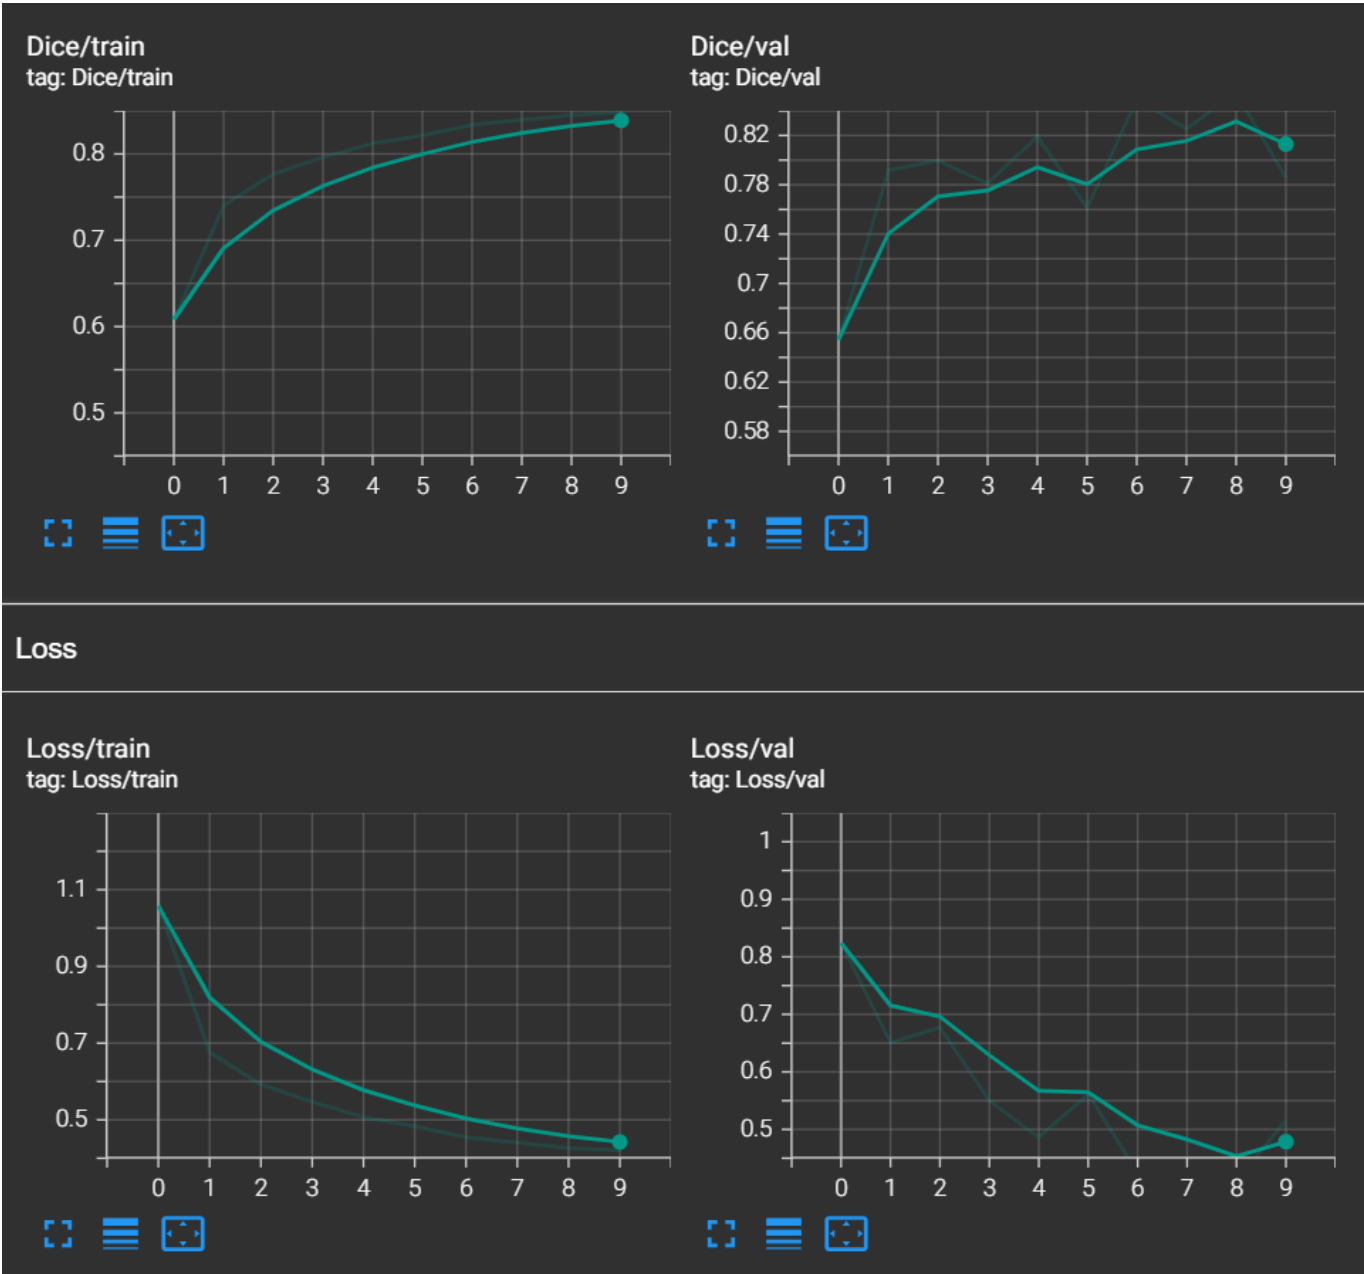 Dice/train
tag: Dice/train
0.8
0.7
0.6
0.5
0 1 2 3 4 5 6 7 8 9
Dice/val
tag: Dice/val
0.82
0.78
0.74
0.7
0.66
0.62
0.58
0 1 2 3 4 5 6 7 8 9
Loss
Loss/train
tag: Loss/train
1.1
0.9
0.7
0.5
0 1 2 3 4 5 6 7 8 9
Loss/val
tag: Loss/val
1
0.9
0.8
0.7
0.6
0.5
0 1 2 3 4 5 6 7 8 9